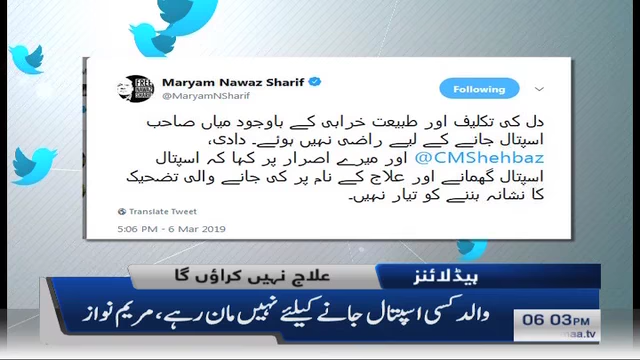 Maryam Nawaz Sharif
@MaryamNSharif
Following
دل کی تکلیف اور طبیعت خرابی کے باوجود میاں صاحب
اسپتال جانے کے لیے راضی نہیں ہوئے۔ دادی،
@CMShehbaz اور میرے اصرار پر کہا کہ اسپتال
اسپتال گھمانے اور علاج کے نام پر کی جانے والی تضحیک
کا نشانہ بننے کو تیار نہیں۔
Translate Tweet
5:06 PM - 6 Mar 2019
ہیڈلائنز
علاج نہیں کراؤں گا
والد کسی اسپتال جانے کیلئے نہیں مان رہے، مریم نواز
06 03PM
naa.tv